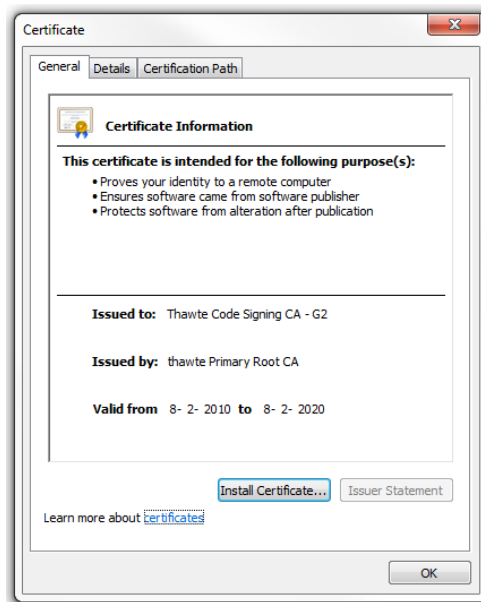 Certificate
General Details Certification Path
Certificate Information
This certificate is intended for the following purpose(s):
• Proves your identity to a remote computer
• Ensures software came from software publisher
• Protects software from alteration after publication
Issued to: Thawte Code Signing CA - G2
Issued by: thawte Primary Root CA
Valid from 8- 2- 2010 to 8- 2- 2020
Install Certificate... Issuer Statement
Learn more about certificates
OK